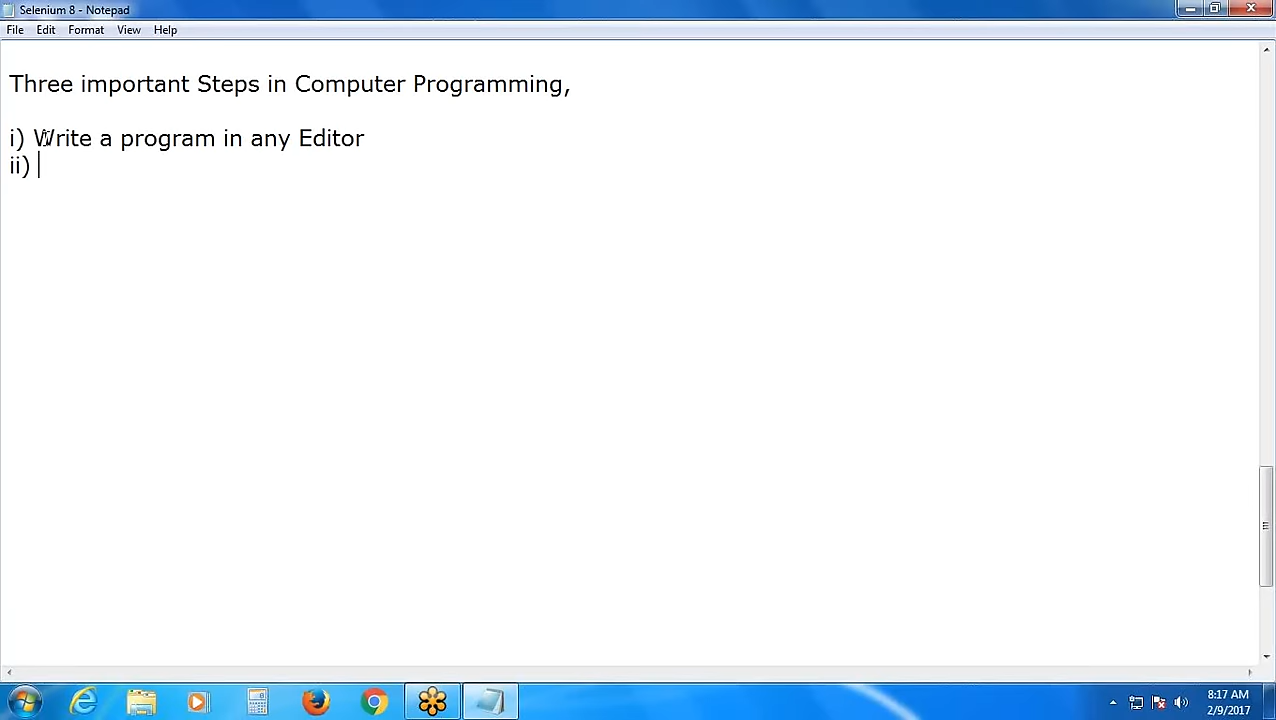 Selenium 8 - Notepad
File Edit Format View Help
Three important Steps in Computer Programming,
i) Write a program in any Editor
ii)
8:17 AM
2/9/2017